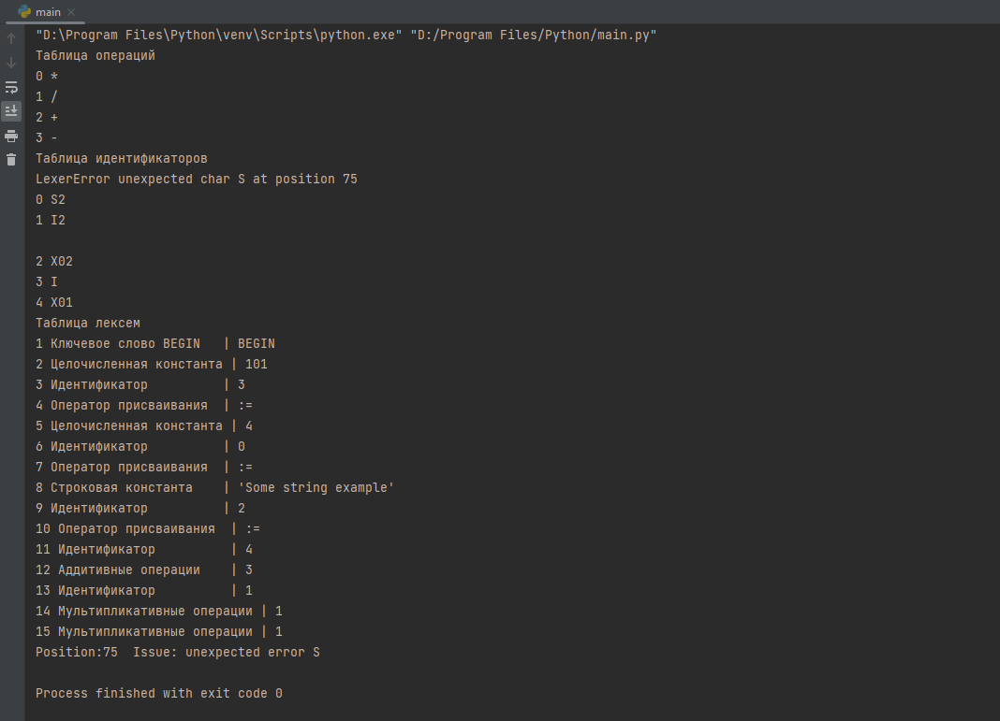 main
"D:\Program Files\Python\venv\Scripts\python.exe" "D:/Program Files/Python/main.py"
Таблица операций
0 *
1 /
2 +
3 -
Таблица идентификаторов
LexerError unexpected char S at position 75
0 S2
1 I2

2 X02
3 I
4 X01
Таблица лексем
1 Ключевое слово BEGIN   | BEGIN
2 Целочисленная константа | 101
3 Идентификатор          | 3
4 Оператор присваивания  | :=
5 Целочисленная константа | 4
6 Идентификатор          | 0
7 Оператор присваивания  | :=
8 Строковая константа    | 'Some string example'
9 Идентификатор          | 2
10 Оператор присваивания  | :=
11 Идентификатор          | 4
12 Аддитивные операции    | 3
13 Идентификатор          | 1
14 Мультипликативные операции | 1
15 Мультипликативные операции | 1
Position:75  Issue: unexpected error S

Process finished with exit code 0